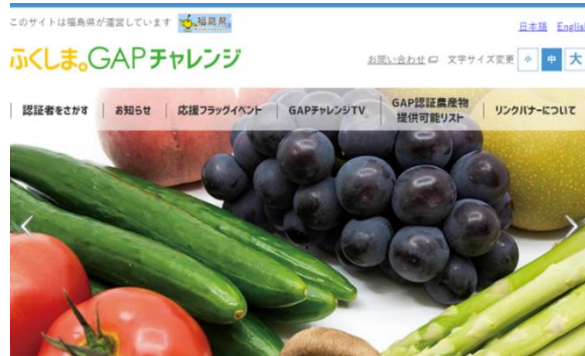 このサイトは福島県が運営しています 福島県
日本語 English
ふくしま。GAPチャレンジ
お問い合わせ 文字サイズ変更 小 中 大
認証者をさがす お知らせ 応援フラッグイベント GAPチャレンジTV GAP認証農産物
提供可能リスト リンクバナーについて